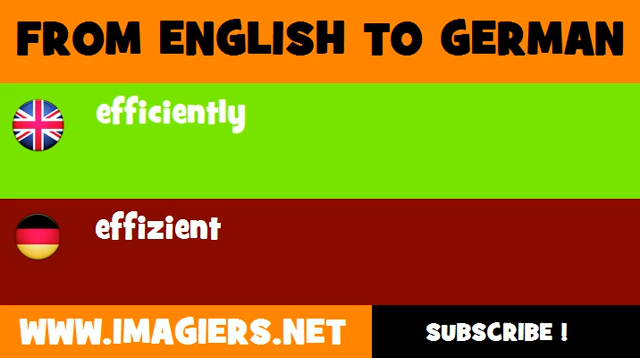 FROM ENGLISH TO GERMAN
efficiently
effizient
WWW.IMAGIERS.NET
SUBSCRIBE !